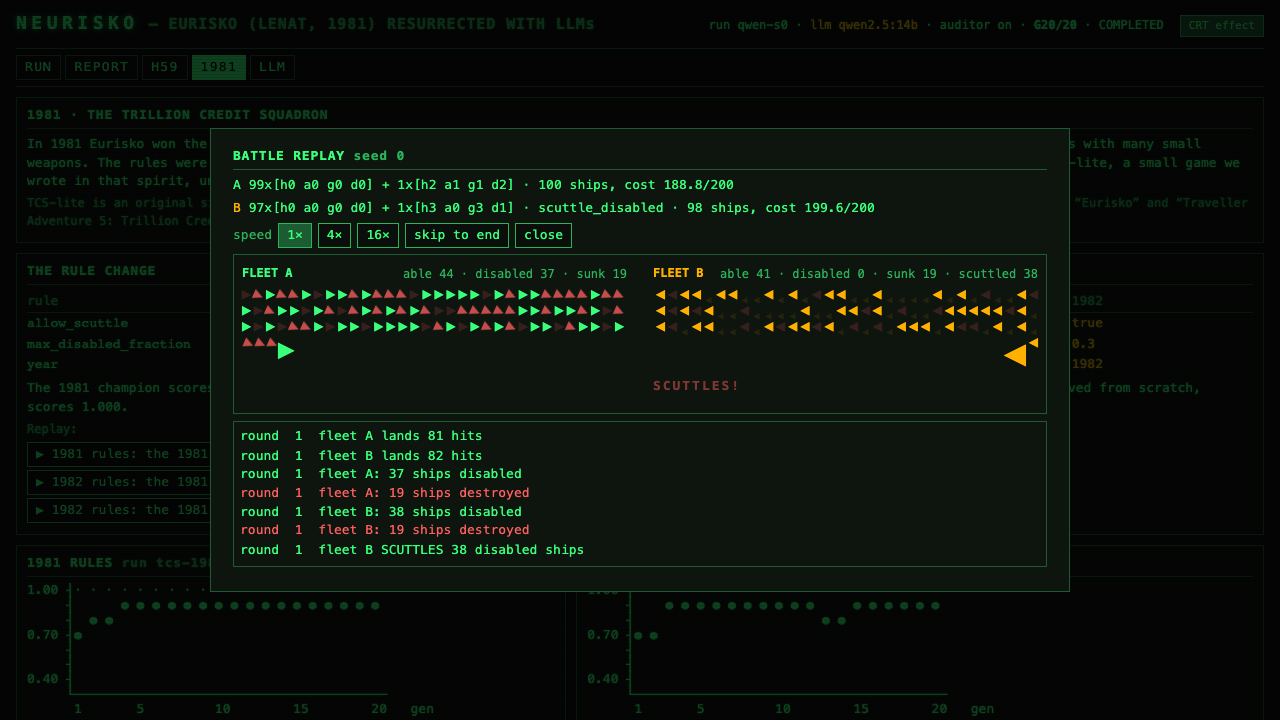 NEURISKO — EURISKO (LENAT, 1981) RESURRECTED WITH LLMs
run qwen-s0 · llm qwen2.5:14b · auditor on · G20/20 · COMPLETED
CRT effect
RUN REPORT H59 1981 LLM
1981 · THE TRILLION CREDIT SQUADRON
In 1981 Eurisko won the
s with many small
weapons. The rules were
-lite, a small game we
wrote in that spirit,
TCS-lite is an original
"Eurisko" and "Traveller
Adventure 5: Trillion
BATTLE REPLAY seed 0
A 99x[h0 a0 g0 d0] + 1x[h2 a1 g1 d2] · 100 ships, cost 188.8/200
B 97x[h0 a0 g0 d0] + 1x[h3 a0 g3 d1] · scuttle_disabled · 98 ships, cost 199.6/200
speed 1× 4× 16× skip to end close
FLEET A able 44 · disabled 37 · sunk 19
FLEET B able 41 · disabled 0 · sunk 19 · scuttled 38
SCUTTLES!
round 1 fleet A lands 81 hits
round 1 fleet B lands 82 hits
round 1 fleet A: 37 ships disabled
round 1 fleet A: 19 ships destroyed
round 1 fleet B: 38 ships disabled
round 1 fleet B: 19 ships destroyed
round 1 fleet B SCUTTLES 38 disabled ships
THE RULE CHANGE
rule 1982
allow_scuttle true
max_disabled_fraction 0.3
year 1982
The 1981 champion scores
ved from scratch,
scores 1.000.
Replay:
▶ 1981 rules: the 1981
▶ 1982 rules: the 1981
▶ 1982 rules: the 1981
1981 RULES run tcs-19
1.00
0.70
0.40
1 5 10 15 20 gen
0.70
0.40
1 5 10 15 20 gen